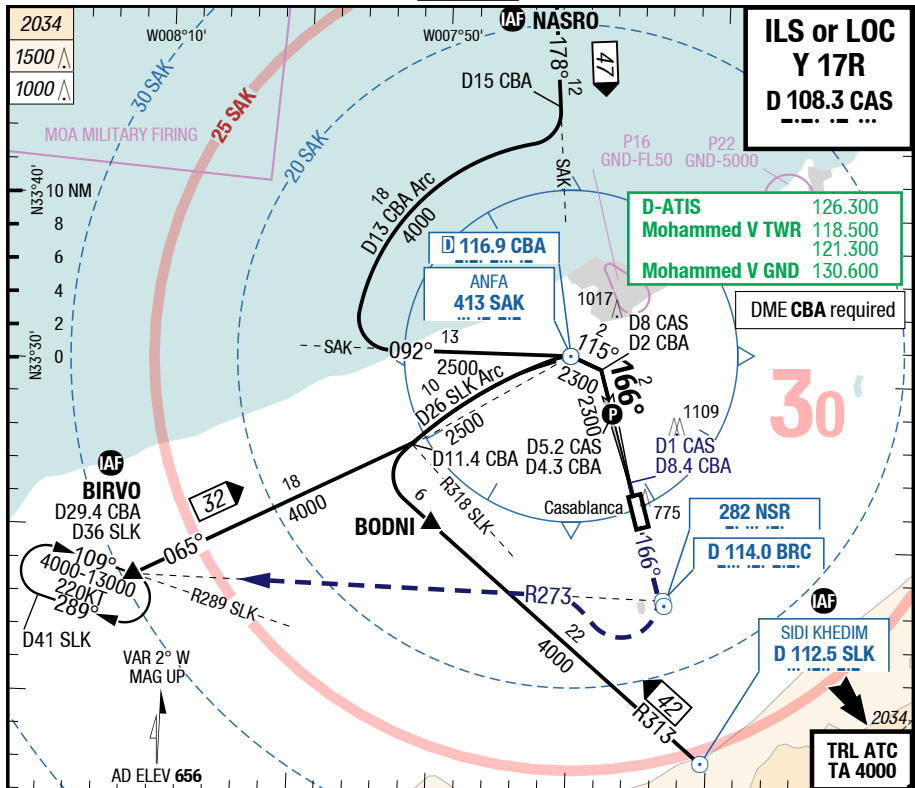 2034
1500
1000
W008°10'
W007°50'
IAF NASRO
178°
12
47
D15 CBA
ILS or LOC
Y 17R
D 108.3 CAS
30 SAK
25 SAK
20 SAK
MOA MILITARY FIRING
SAK
P16
GND-FL50
P22
GND-5000
N33°40'
10 NM
8
6
4
2
0
N33°30'
18
D13 CBA Arc
4000
D-ATIS 126.300
Mohammed V TWR 118.500
121.300
Mohammed V GND 130.600
D 116.9 CBA
ANFA
413 SAK
DME CBA required
1017
D8 CAS
D2 CBA
SAK
092°
13
2500
115°
2
2300
166°
2
2300
P
30
10
D26 SLK Arc
2500
D11.4 CBA
D5.2 CAS
D4.3 CBA
1109
D1 CAS
D8.4 CBA
IAF
BIRVO
D29.4 CBA
D36 SLK
32
18
4000
065°
6
BODNI
R318 SLK
Casablanca
775
282 NSR
D 114.0 BRC
166°
109°
4000-13000
220KT
289°
D41 SLK
R289 SLK
R273
22
4000
42
R313
IAF
SIDI KHEDIM
D 112.5 SLK
VAR 2° W
MAG UP
AD ELEV 656
2034
TRL ATC
TA 4000